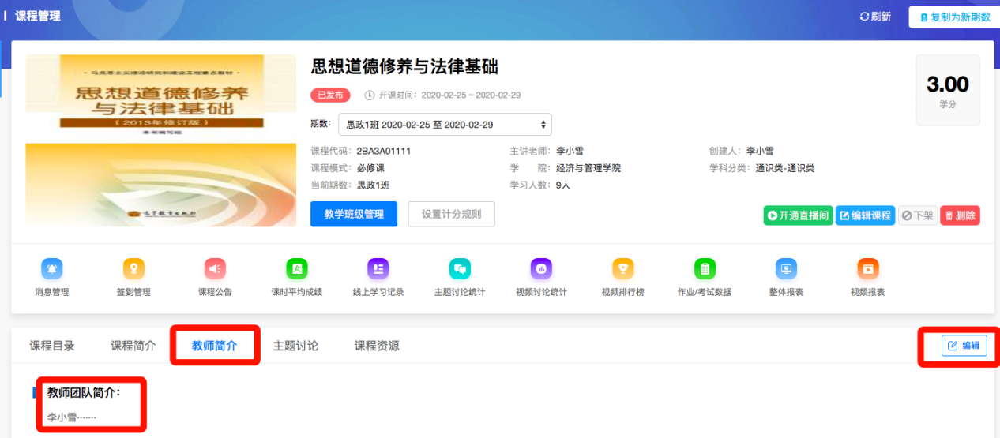 课程管理
刷新
复制为新期数
· 马克思主义理论研究和建设工程重点教材 ·
思想道德修养
与法律基础
(2013年修订版)
本书编写组
高等教育出版社
思想道德修养与法律基础
已发布
开课时间: 2020-02-25 ~ 2020-02-29
期数: 思政1班 2020-02-25 至 2020-02-29
3.00
学分
课程代码: 2BA3A01111 主讲老师: 李小雪 创建人: 李小雪
课程模式: 必修课 学 院: 经济与管理学院 学科分类: 通识类-通识类
当前期数: 思政1班 学习人数: 9人
教学班级管理 设置计分规则 开通直播间 编辑课程 下架 删除
消息管理 签到管理 课程公告 课时平均成绩 线上学习记录 主题讨论统计 视频讨论统计 视频排行榜 作业/考试数据 整体报表 视频报表
课程目录 课程简介 教师简介 主题讨论 课程资源 编辑
教师团队简介:
李小雪·······